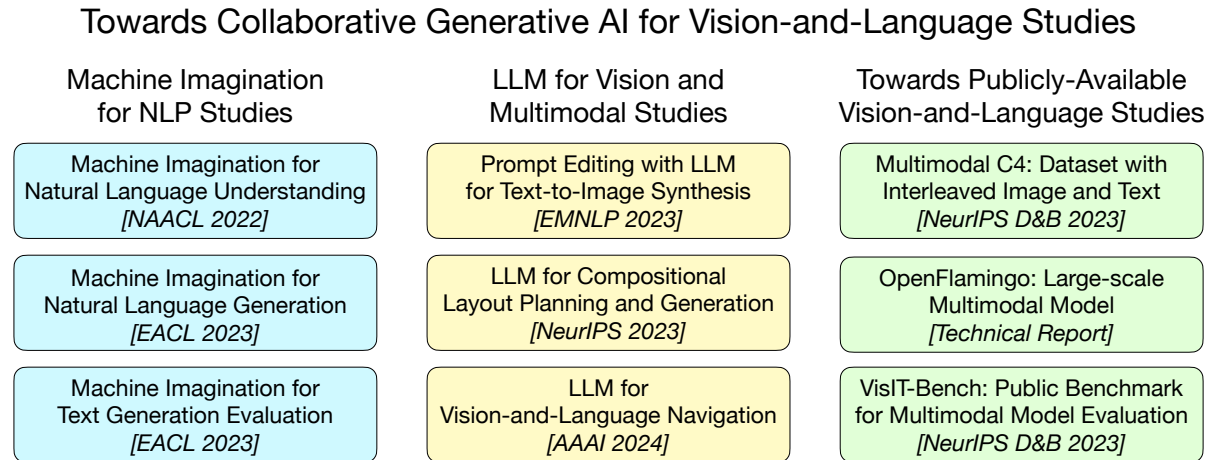 Towards Collaborative Generative AI for Vision-and-Language Studies
Machine Imagination
for NLP Studies
Machine Imagination for
Natural Language Understanding
[NAACL 2022]
Machine Imagination for
Natural Language Generation
[EACL 2023]
Machine Imagination for
Text Generation Evaluation
[EACL 2023]
LLM for Vision and
Multimodal Studies
Prompt Editing with LLM
for Text-to-Image Synthesis
[EMNLP 2023]
LLM for Compositional
Layout Planning and Generation
[NeurIPS 2023]
LLM for
Vision-and-Language Navigation
[AAAI 2024]
Towards Publicly-Available
Vision-and-Language Studies
Multimodal C4: Dataset with
Interleaved Image and Text
[NeurIPS D&B 2023]
OpenFlamingo: Large-scale
Multimodal Model
[Technical Report]
VisIT-Bench: Public Benchmark
for Multimodal Model Evaluation
[NeurIPS D&B 2023]